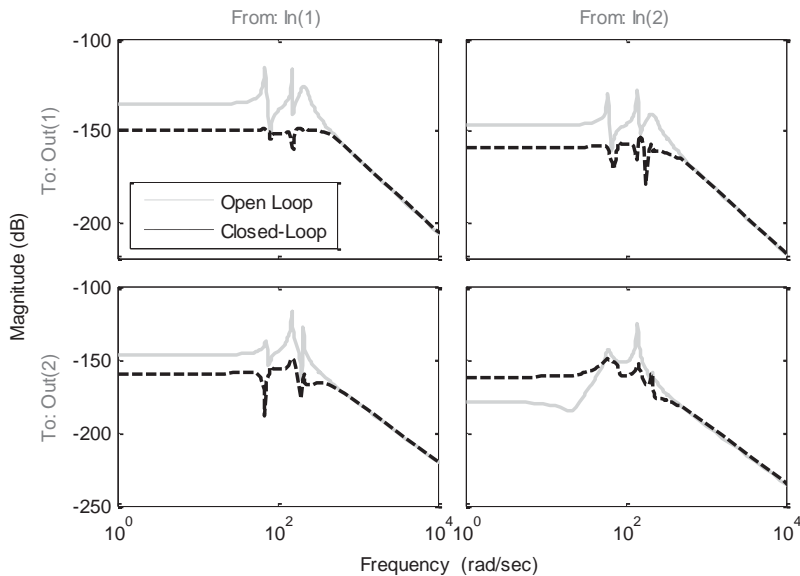 From: In(1) From: In(2)
Magnitude (dB)
To: Out(1)
-100
-150
-200
Open Loop
Closed-Loop
To: Out(2)
-100
-150
-200
-250
10^0 10^2 10^4 10^0 10^2 10^4
Frequency (rad/sec)